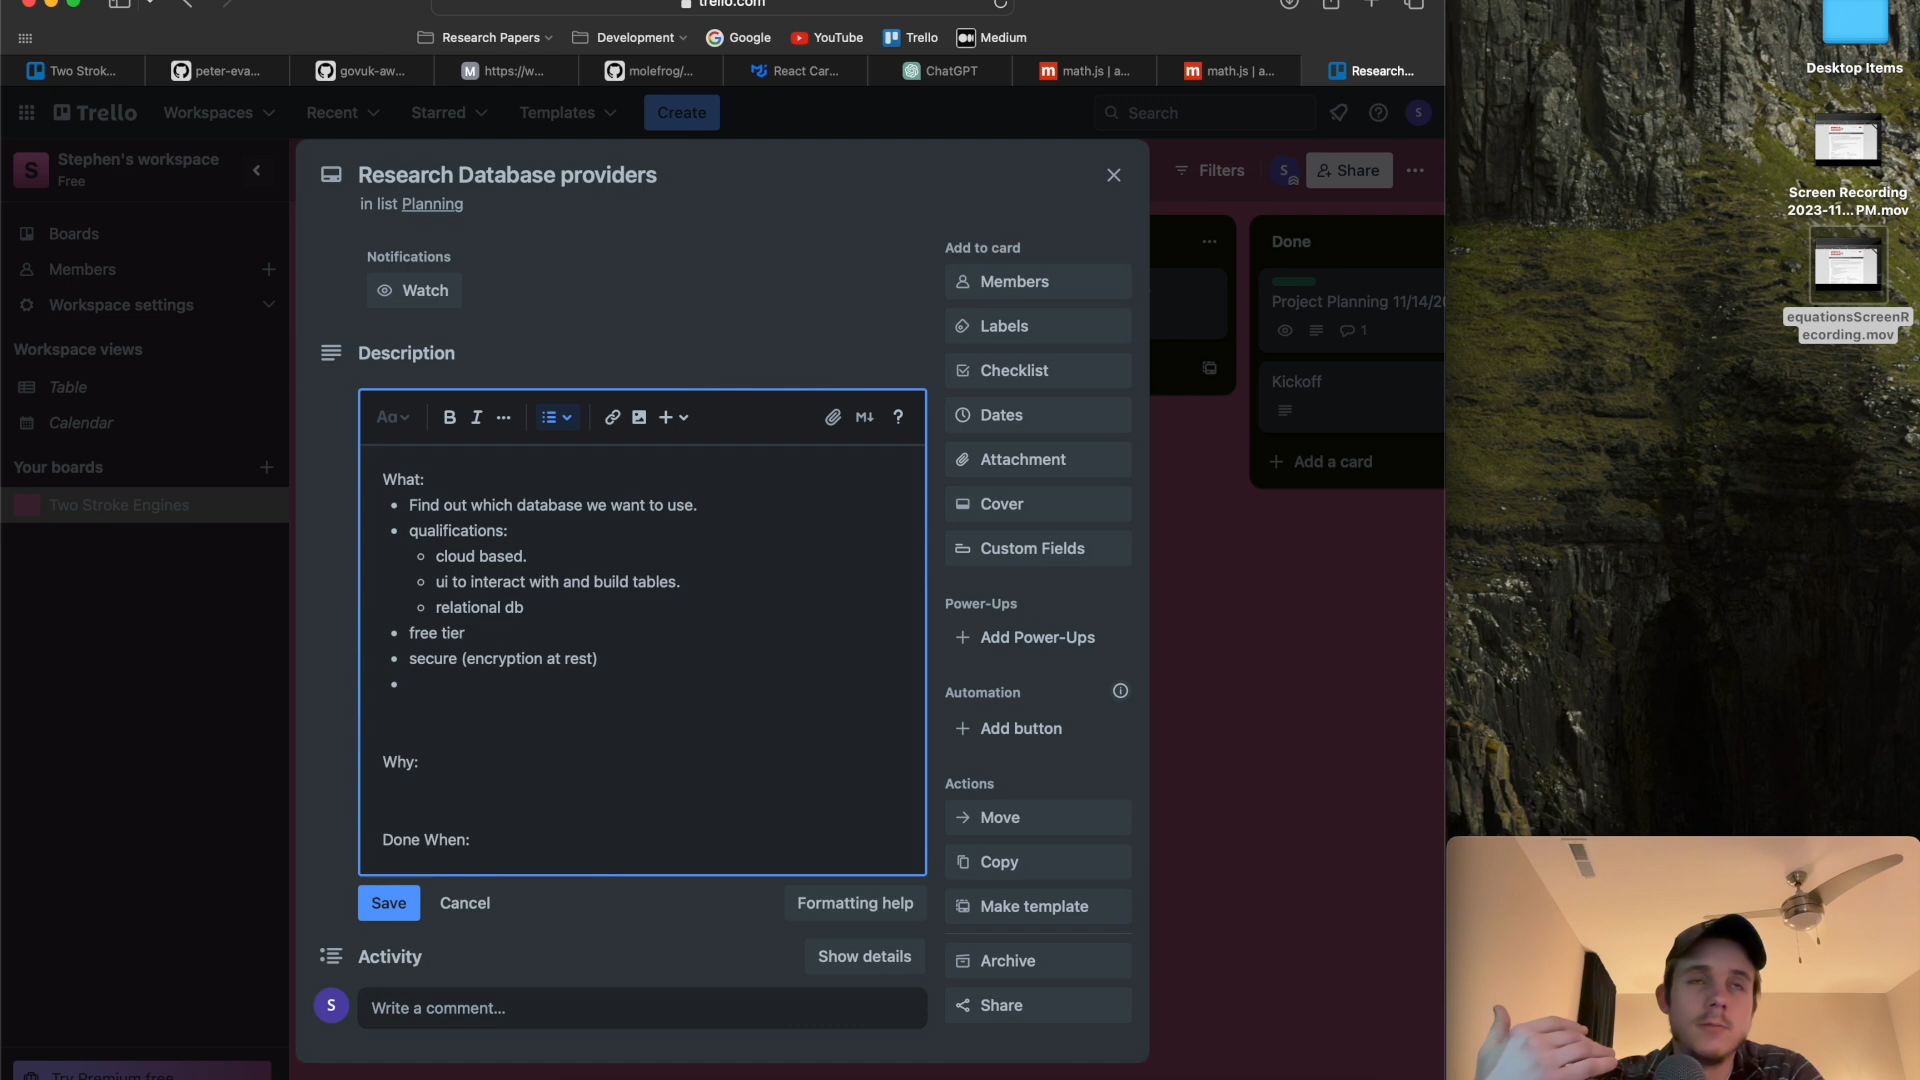 trello.com
Research Papers
Development
Google
YouTube
Trello
Medium
Two Strok...
peter-eva...
govuk-aw...
https://w...
molefrog/...
React Car...
ChatGPT
math.js | a...
math.js | a...
Research...
Trello
Workspaces
Recent
Starred
Templates
Create
Search
S
S
Stephen's workspace
Free
Boards
Members
Workspace settings
Workspace views
Table
Calendar
Your boards
Two Stroke Engines
Try Premium free
Research Database providers
in list Planning
Notifications
Watch
Description
Aa
B I
M
?
What:
Find out which database we want to use.
qualifications:
cloud based.
ui to interact with and build tables.
relational db
free tier
secure (encryption at rest)
Why:
Done When:
Save
Cancel
Formatting help
Activity
Show details
S
Write a comment...
Add to card
Members
Labels
Checklist
Dates
Attachment
Cover
Custom Fields
Power-Ups
Add Power-Ups
Automation
Add button
Actions
Move
Copy
Make template
Archive
Share
Filters
S
Share
Done
Project Planning 11/14/20
1
Kickoff
Add a card
Desktop Items
Screen Recording
2023-11...PM.mov
equationsScreenR
ecording.mov